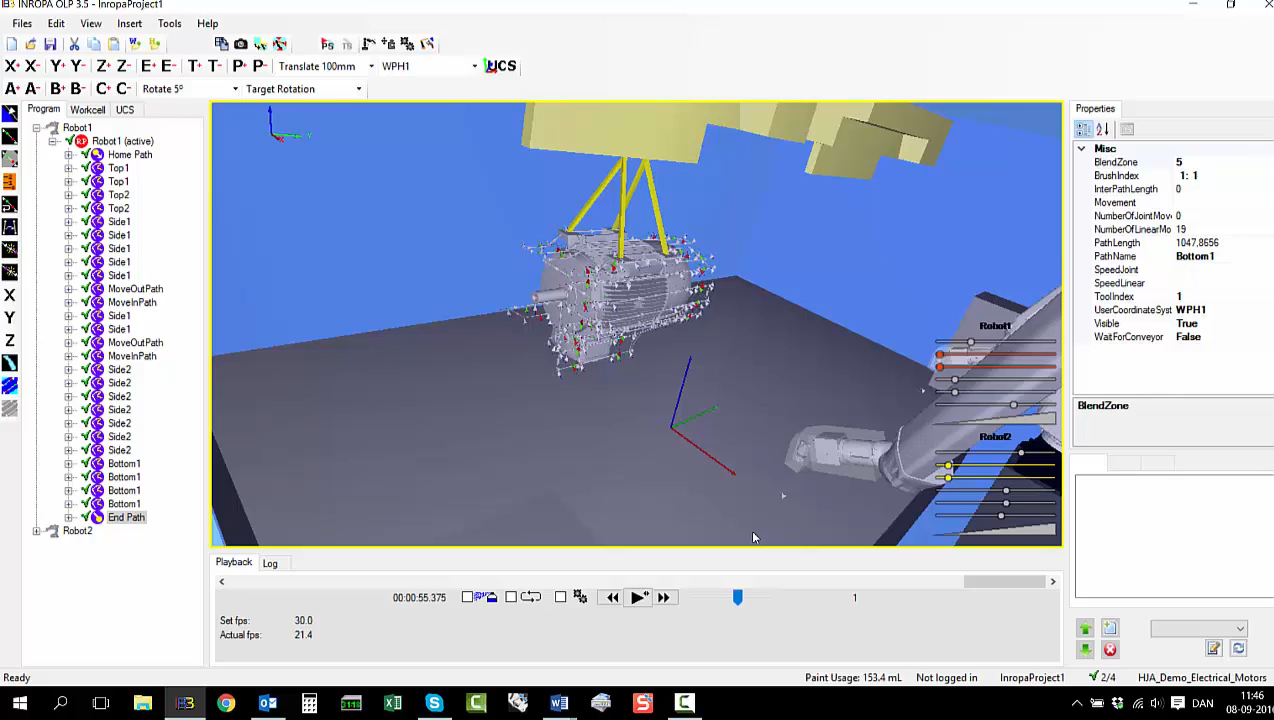 INROPA OLP 3.5 - InropaProject1
Files Edit View Insert Tools Help
PS TS
X+ X- Y+ Y- Z+ Z- E+ E- T+ T- P+ P- Translate 100mm WPH1 UCS
A+ A- B+ B- C+ C- Rotate 5° Target Rotation
Program Workcell UCS
Robot1
Robot1 (active)
Home Path
Top1
Top1
Top2
Top2
Side1
Side1
Side1
Side1
Side1
MoveOutPath
MoveInPath
Side1
Side1
MoveOutPath
MoveInPath
Side2
Side2
Side2
Side2
Side2
Side2
Side2
Bottom1
Bottom1
Bottom1
Bottom1
End Path
Robot2
X
Y
Z
Y
Robot1
Robot2
Properties
Misc
BlendZone 5
BrushIndex 1: 1
InterPathLength 0
Movement
NumberOfJointMov 0
NumberOfLinearMo 19
PathLength 1047,8656
PathName Bottom1
SpeedJoint
SpeedLinear
ToolIndex 1
UserCoordinateSyst WPH1
Visible True
WaitForConveyor False
BlendZone
Playback Log
00:00:55.375 1
Set fps: 30.0
Actual fps: 21.4
Ready Paint Usage: 153.4 mL Not logged in InropaProject1 2/4 HJA_Demo_Electrical_Motors
DAN 11:46
08-09-2016